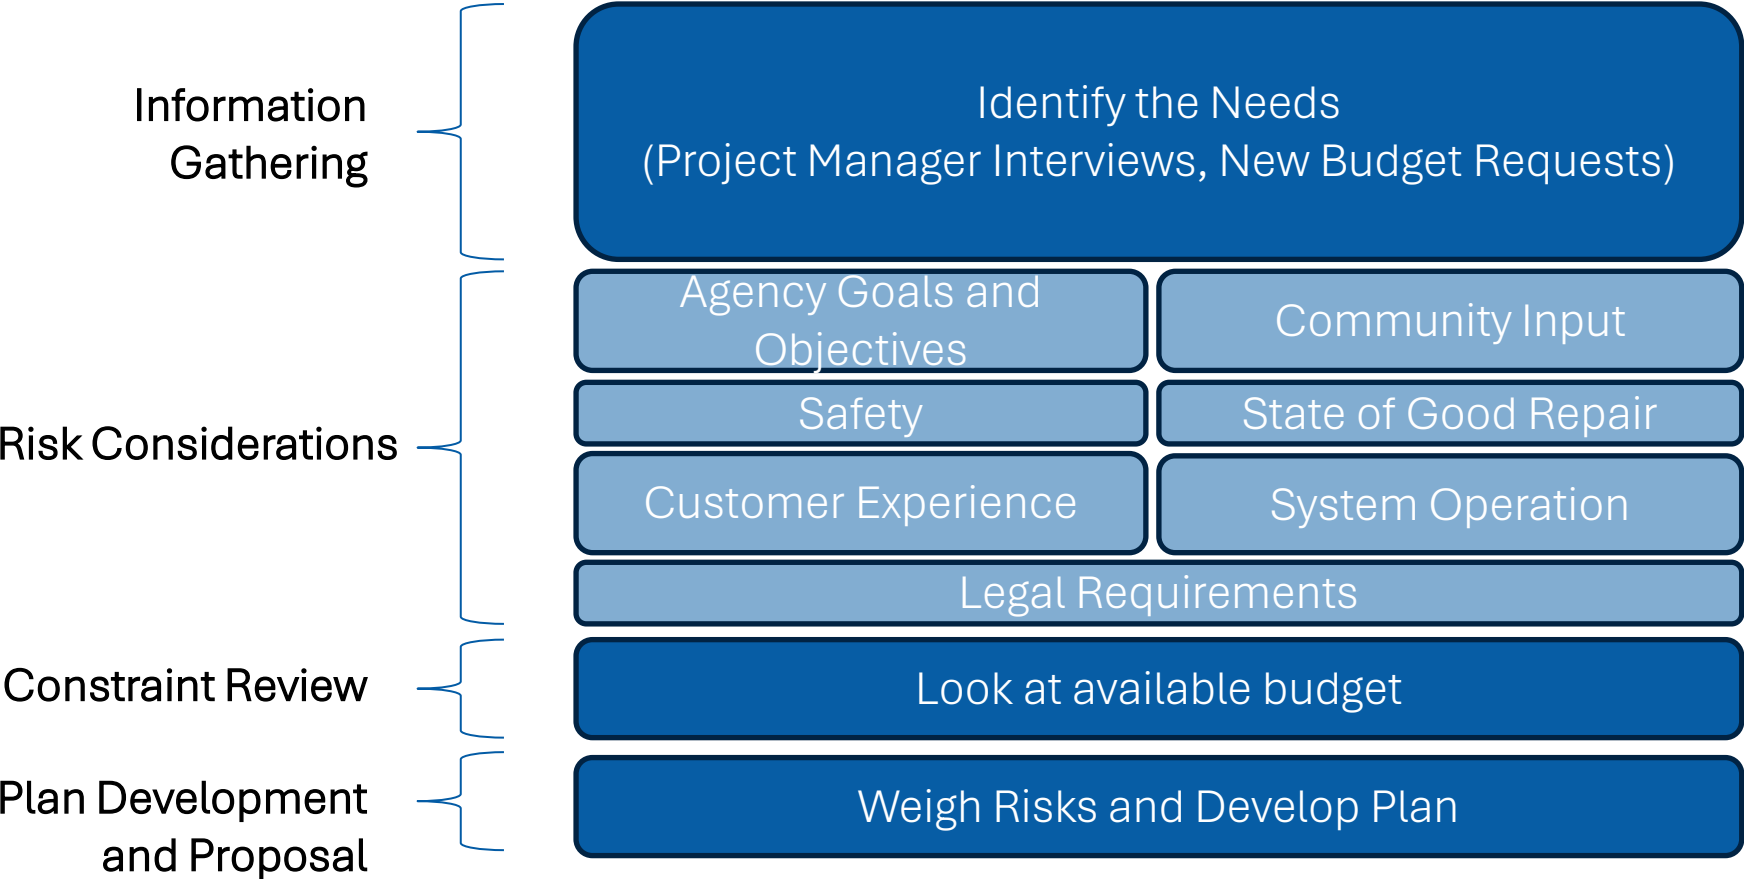 Information
Gathering
Identify the Needs
(Project Manager Interviews, New Budget Requests)
Risk Considerations
Agency Goals and
Objectives
Community Input
Safety
State of Good Repair
Customer Experience
System Operation
Legal Requirements
Constraint Review
Look at available budget
Plan Development
and Proposal
Weigh Risks and Develop Plan